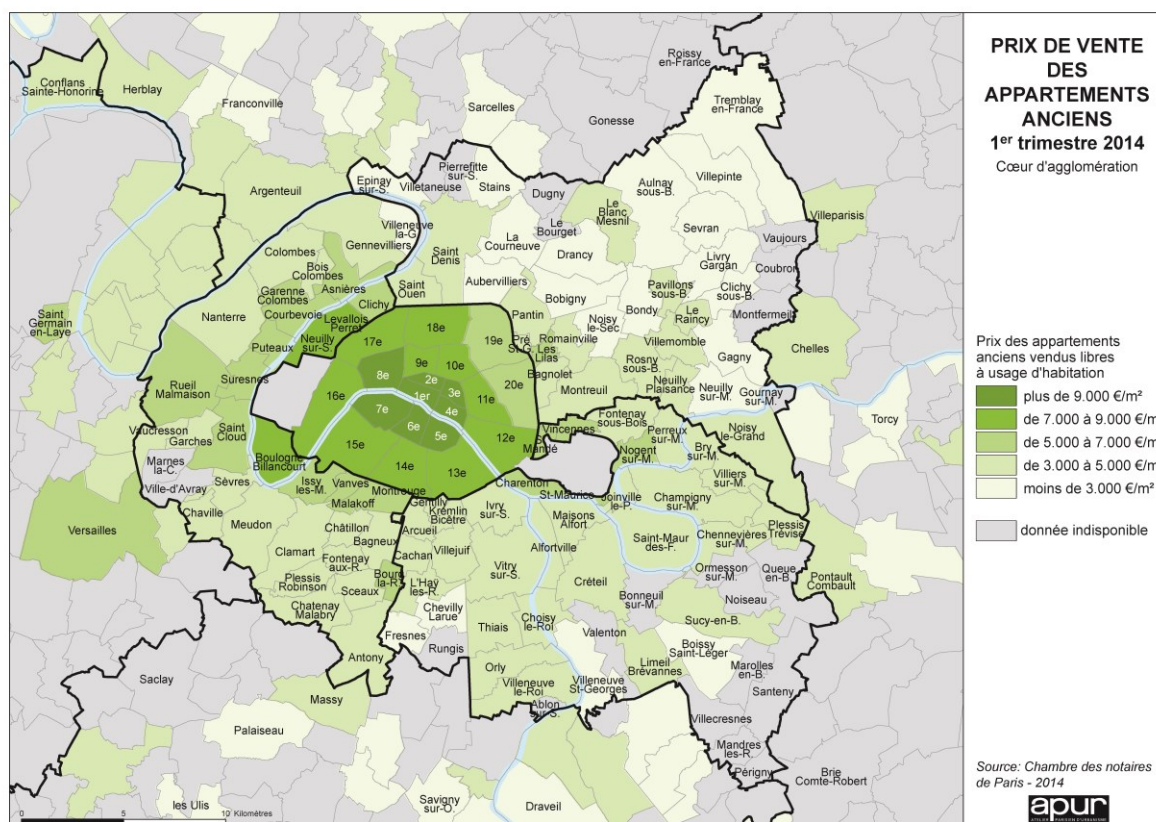 PRIX DE VENTE
DES
APPARTEMENTS
ANCIENS
1er trimestre 2014
Cœur d'agglomération
Prix des appartements
anciens vendus libres
à usage d'habitation
plus de 9.000 €/m²
de 7.000 à 9.000 €/m
de 5.000 à 7.000 €/m
de 3.000 à 5.000 €/m
moins de 3.000 €/m²
donnée indisponible
Source: Chambre des notaires
de Paris - 2014
apur
Roissy
en-France
Conflans
Sainte-Honorine
Herblay
Franconville
Sarcelles
Gonesse
Tremblay
en-France
Argenteuil
Epinay
sur-S.
Villetaneuse
Pierrefitte
sur-S.
Stains
Dugny
Le
Bourget
Le
Blanc
Mesnil
Aulnay
sous-B.
Villepinte
Villeparisis
Villeneuve
la-G.
Gennevilliers
Saint
Denis
La
Courneuve
Drancy
Sevran
Vaujours
Colombes
Bois
Colombes
Garenne
Colombes
Asnières
Saint
Ouen
Aubervilliers
Bobigny
Livry
Gargan
Coubron
Clichy
sous-B.
Pavillons
sous-B.
Bondy
Montfermeil
Saint
Germain
en-Laye
Nanterre
Courbevoie
Clichy
Levallois
Perret
Neuilly
sur-S.
Puteaux
Pantin
Noisy
le-Sec
Le
Raincy
Villemomble
Gagny
Chelles
18e
17e
19e
9e
10e
8e
2e
3e
1er
4e
11e
20e
16e
7e
6e
5e
12e
15e
14e
13e
Pré
St G.
Les
Lilas
Romainville
Bagnolet
Montreuil
Rosny
sous-B.
Neuilly
Plaisance
Neuilly
sur-M.
Gournay
sur-M.
Torcy
Rueil
Malmaison
Suresnes
Vaucresson
Garches
Saint
Cloud
Marnes
la-C.
Ville-d'Avray
Boulogne
Billancourt
Vincennes
St
Mandé
Fontenay
sous-Bois
Perreux
sur-M.
Nogent
sur-M.
Bry
sur-M.
Noisy
le-Grand
Sèvres
Issy
les-M.
Vanves
Malakoff
Montrouge
Gentilly
Kremlin
Bicêtre
Ivry
sur-S.
Charenton
St-Maurice
Joinville
le-P.
Champigny
sur-M.
Villiers
sur-M.
Versailles
Chaville
Meudon
Châtillon
Bagneux
Arcueil
Cachan
Villejuif
Maisons
Alfort
Alfortville
Saint-Maur
des-F.
Chennevières
sur-M.
Plessis
Trévise
Clamart
Fontenay
aux-R.
Bourg
la-R.
Plessis
Robinson
Sceaux
L'Haÿ
les-R.
Vitry
sur-S.
Créteil
Ormesson
sur-M.
Queue
en-B.
Pontault
Combault
Chatenay
Malabry
Chevilly
Larue
Fresnes
Rungis
Thiais
Choisy
le-Roi
Bonneuil
sur-M.
Noiseau
Sucy-en-B.
Valenton
Boissy
Saint-Léger
Limeil
Brévannes
Marolles
en-B.
Santeny
Antony
Orly
Villeneuve
le-Roi
Villeneuve
St-Georges
Ablon
sur-S.
Villecresnes
Mandres
les-R.
Périgny
Brie
Comte-Robert
Saclay
Massy
Palaiseau
les Ulis
Savigny
sur-O.
Draveil
0 5 10 Kilomètres